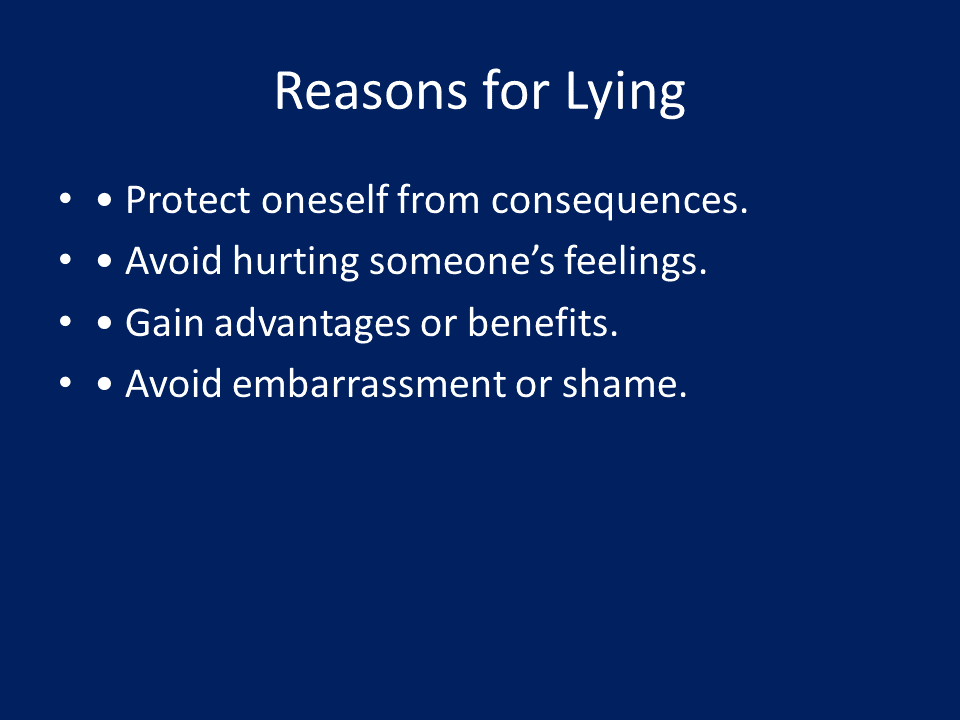 Reasons for Lying
• • Protect oneself from consequences.
• • Avoid hurting someone’s feelings.
• • Gain advantages or benefits.
• • Avoid embarrassment or shame.